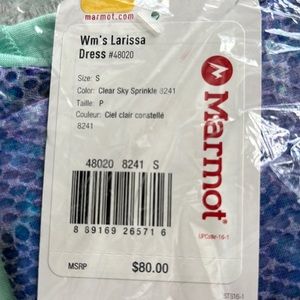 marmot.com
Wm's Larissa
Dress #48020
Size: S
Color: Clear Sky Sprinkle 8241
Taille: P
Couleur: Ciel clair constellé
8241
48020 8241 S
8 89169 26571 6
MSRP $80.00
Marmot